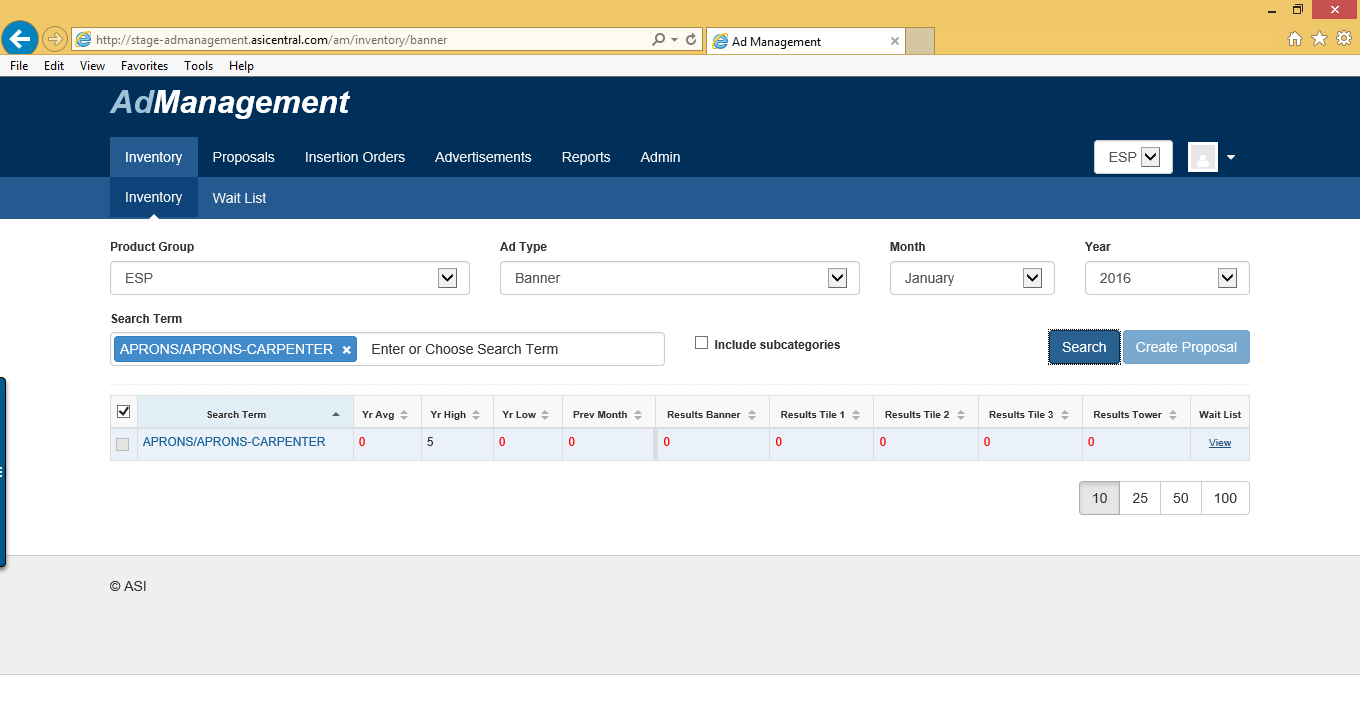 http://stage-admanagement.asicentral.com/am/inventory/banner
Ad Management
File Edit View Favorites Tools Help
AdManagement
Inventory Proposals Insertion Orders Advertisements Reports Admin
ESP
Inventory Wait List
Product Group Ad Type Month Year
ESP Banner January 2016
Search Term
APRONS/APRONS-CARPENTER × Enter or Choose Search Term
Include subcategories
Search Create Proposal
Search Term Yr Avg Yr High Yr Low Prev Month Results Banner Results Tile 1 Results Tile 2 Results Tile 3 Results Tower Wait List
APRONS/APRONS-CARPENTER 0 5 0 0 0 0 0 0 0 View
10 25 50 100
© ASI